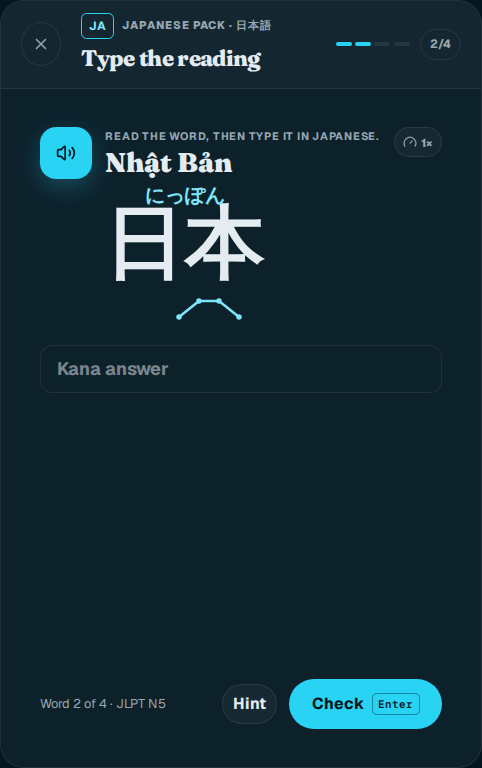 JA
JAPANESE PACK · 日本語
Type the reading
2/4
READ THE WORD, THEN TYPE IT IN JAPANESE.
1×
Nhật Bản
にっぽん
日本
Kana answer
Word 2 of 4 · JLPT N5
Hint
Check Enter